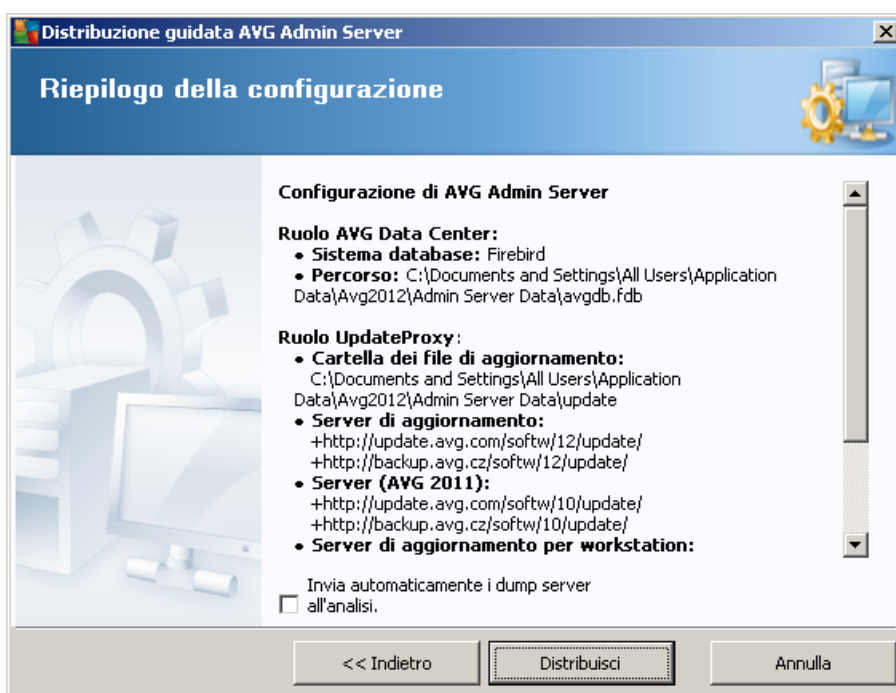 Distribuzione guidata AVG Admin Server
Riepilogo della configurazione
Configurazione di AVG Admin Server
Ruolo AVG Data Center:
• Sistema database: Firebird
• Percorso: C:\Documents and Settings\All Users\Application
Data\Avg2012\Admin Server Data\avgdb.fdb
Ruolo UpdateProxy:
• Cartella dei file di aggiornamento:
C:\Documents and Settings\All Users\Application
Data\Avg2012\Admin Server Data\update
• Server di aggiornamento:
+http://update.avg.com/softw/12/update/
+http://backup.avg.cz/softw/12/update/
• Server (AVG 2011):
+http://update.avg.com/softw/10/update/
+http://backup.avg.cz/softw/10/update/
• Server di aggiornamento per workstation:
Invia automaticamente i dump server
all'analisi.
<< Indietro
Distribuisci
Annulla